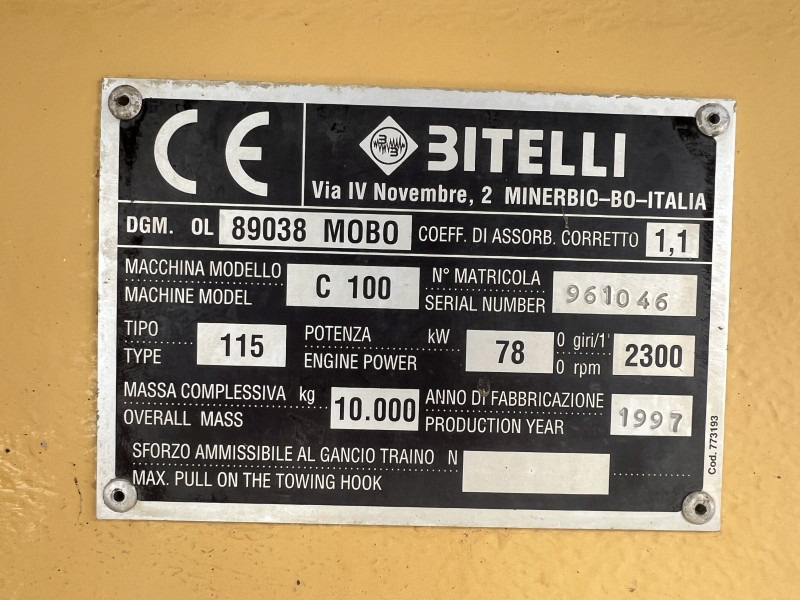 CE
BITELLI
Via IV Novembre, 2 MINERBIO-BO-ITALIA
DGM. OL 89038 MOBO COEFF. DI ASSORB. CORRETTO 1,1
MACCHINA MODELLO
MACHINE MODEL
C 100
N° MATRICOLA
SERIAL NUMBER
961046
TIPO
TYPE
115
POTENZA kW
ENGINE POWER
78
0 giri/1'
0 rpm
2300
MASSA COMPLESSIVA kg
OVERALL MASS
10.000
ANNO DI FABBRICAZIONE
PRODUCTION YEAR
1997
SFORZO AMMISSIBILE AL GANCIO TRAINO N
MAX. PULL ON THE TOWING HOOK
Cod. 773193